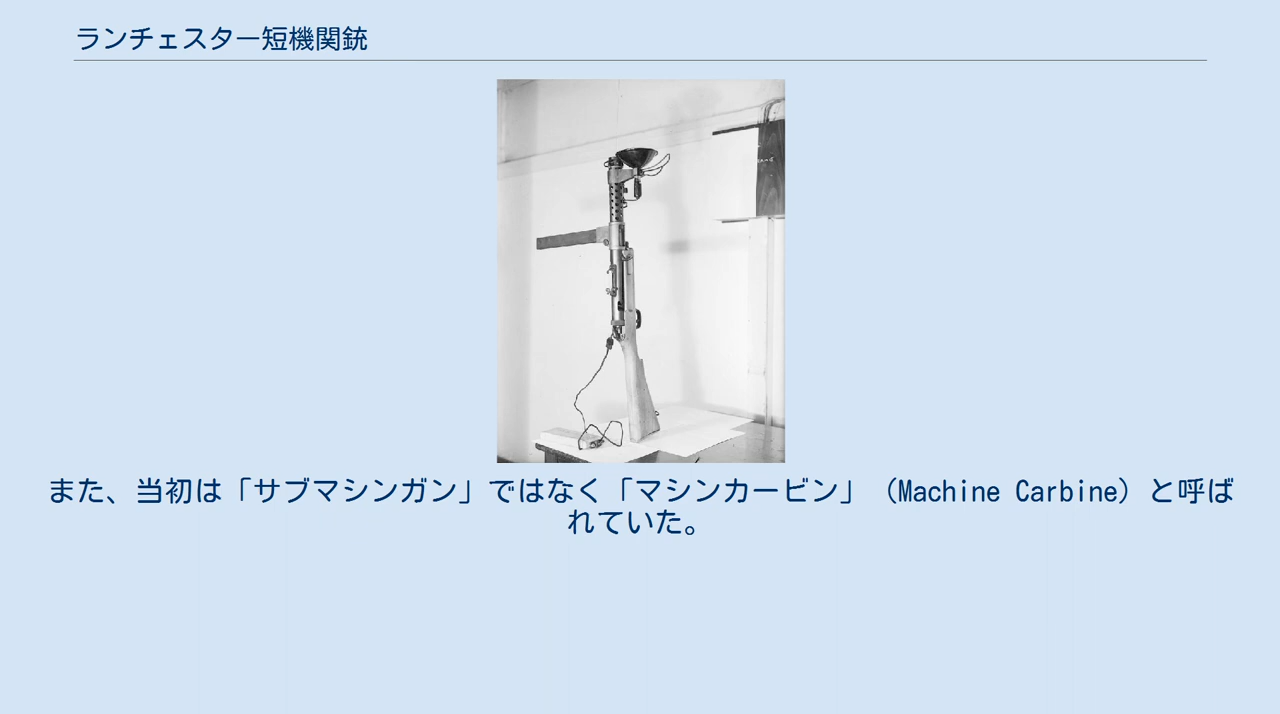 ランチェスター短機関銃
また、当初は「サブマシンガン」ではなく「マシンカービン」（Machine Carbine）と呼ば
れていた。